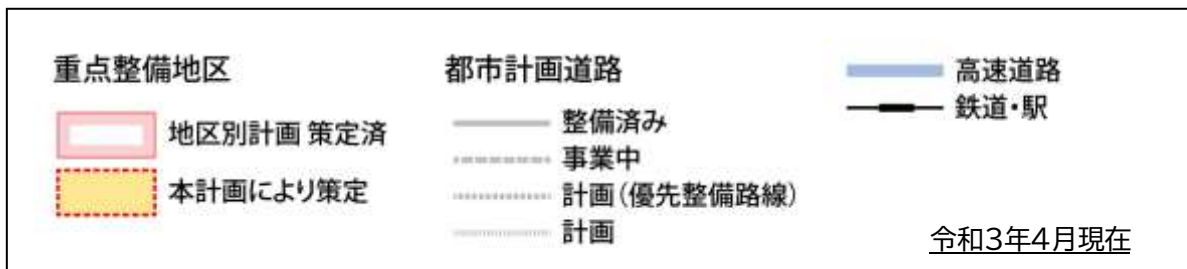 重点整備地区
地区別計画 策定済
本計画により策定
都市計画道路
整備済み
事業中
計画(優先整備路線)
計画
高速道路
鉄道・駅
令和3年4月現在